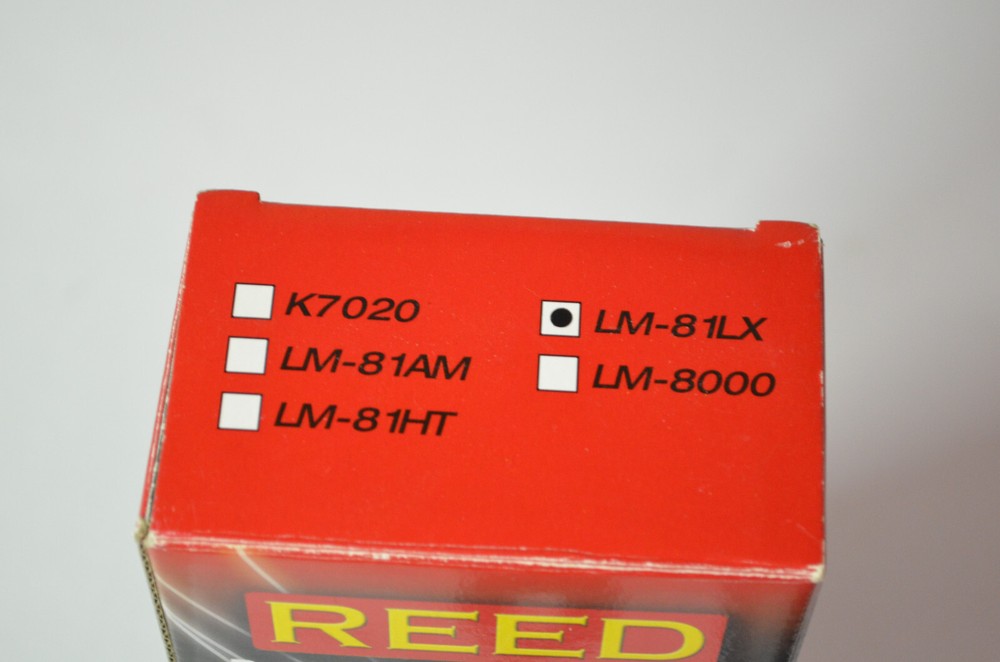 K7020
LM-81AM
LM-81HT
LM-81LX
LM-8000
REED